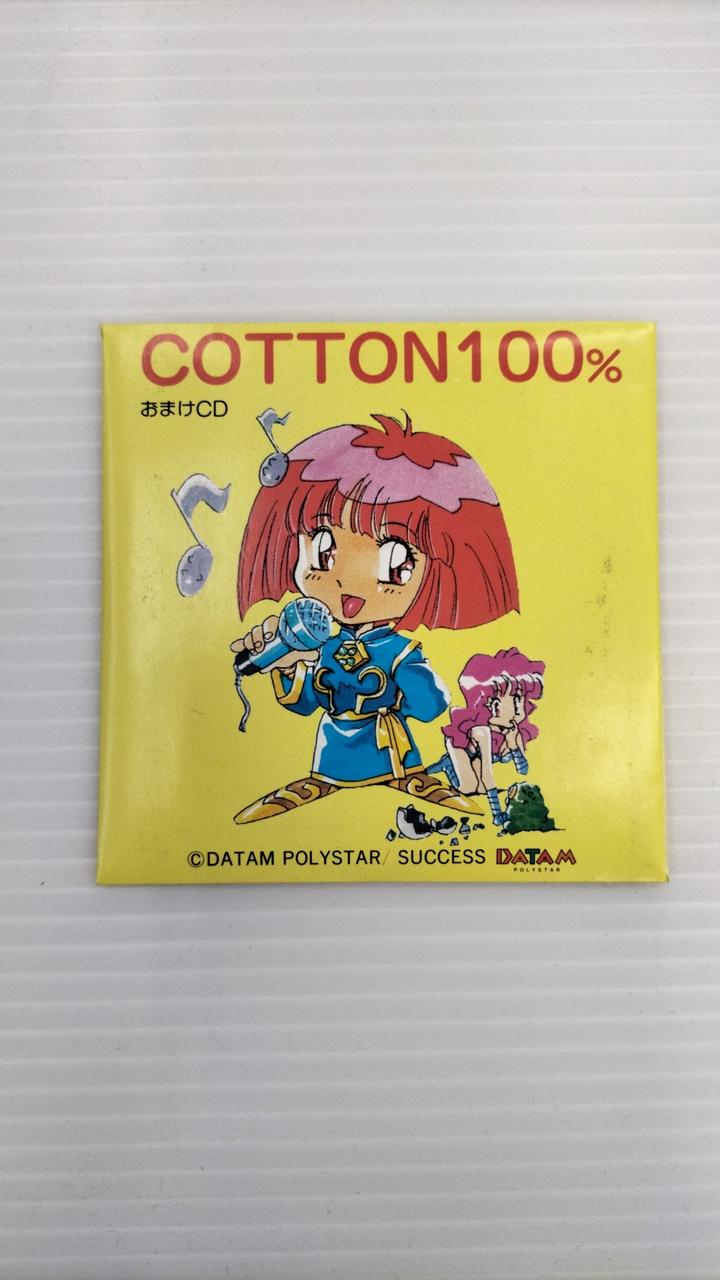 COTTON100%
おまけCD
©DATAM POLYSTAR/ SUCCESS DATAM
POLYSTAR